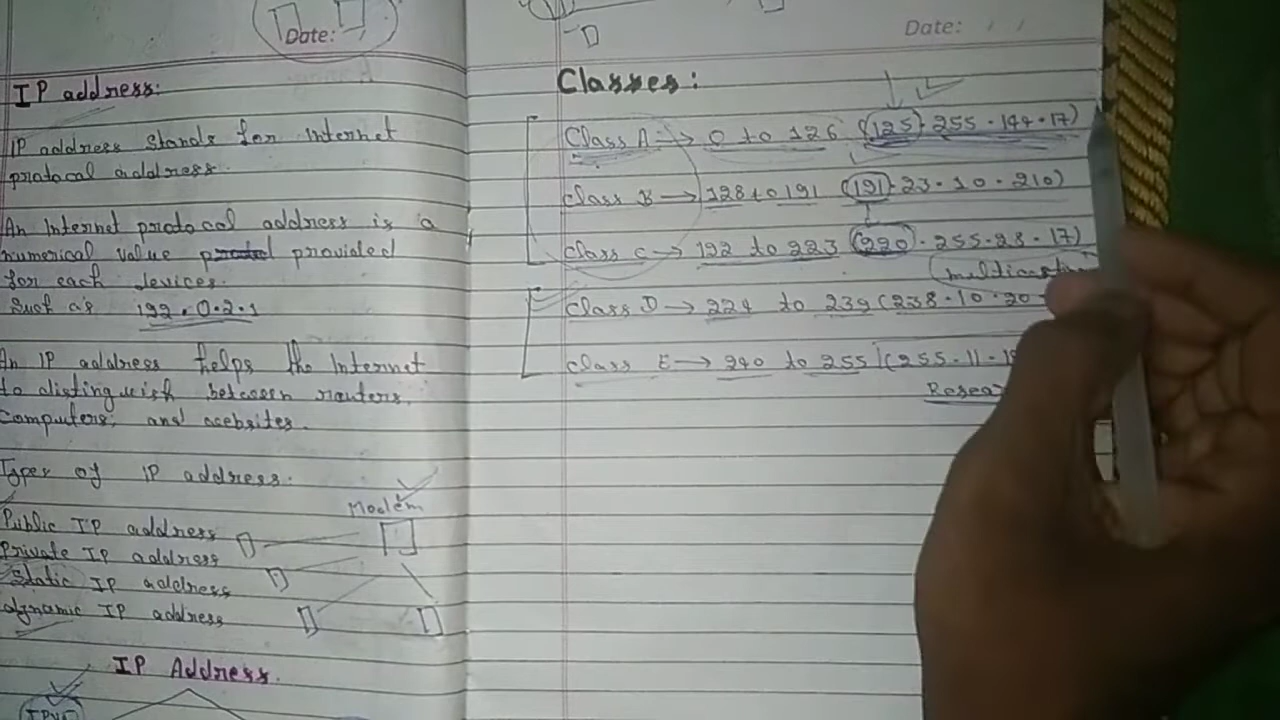 Date:
IP address:
IP address stands for internet
protocal address.
An Internet protocal address is a
numerical value provided
for each devices.
Such as 192.0.2.1
An IP address helps the Internet
to distinguish between routers,
computers, and websites.
Types of IP address:
Modem
Public IP address
Private IP address
Static IP address
dynamic IP address
IP Address.
Date: / /
Classes:
Class A → 0 to 126 (125.255.144.17)
class B → 128 to 191 (191.23.10.210)
class c → 192 to 223 (220.255.28.17)
Class D → 224 to 239 (238.10.20
class E → 240 to 255 (255.11.